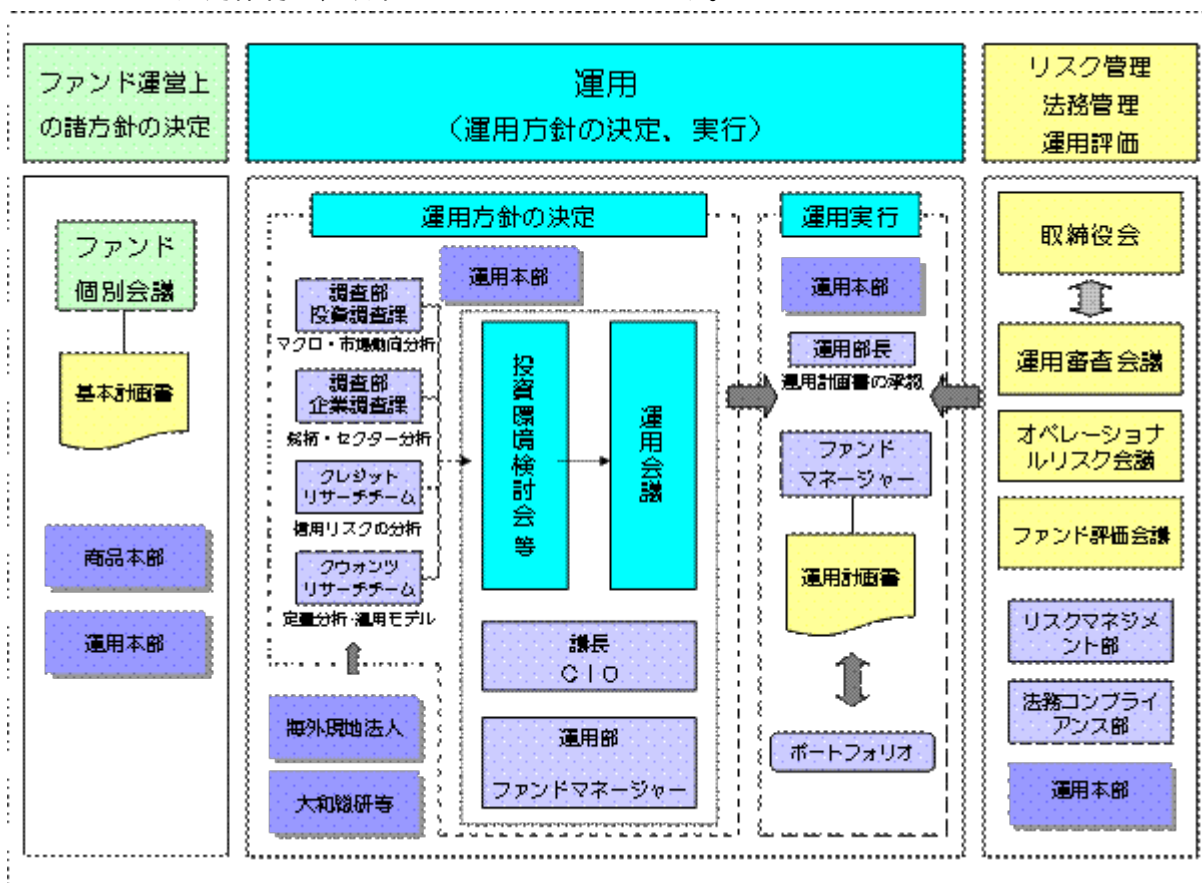 ファンド運営上
の諸方針の決定
運用
(運用方針の決定、実行)
リスク管理
法務管理
運用評価
ファンド
個別会議
基本計画書
商品本部
運用本部
運用方針の決定
運用本部
調査部
投資調査課
マクロ・市場動向分析
調査部
企業調査課
銘柄・セクター分析
クレジット
リサーチチーム
信用リスクの分析
クウォンツ
リサーチチーム
定量分析・運用モデル
海外現地法人
大和総研等
投資環境検討会等
運用会議
議長
CIO
運用部
ファンドマネージャー
運用実行
運用本部
運用部長
運用計画書の承認
ファンド
マネージャー
運用計画書
ポートフォリオ
取締役会
運用審査会議
オペレーショナ
ルリスク会議
ファンド評価会議
リスクマネジメ
ント部
法務コンプライ
アンス部
運用本部